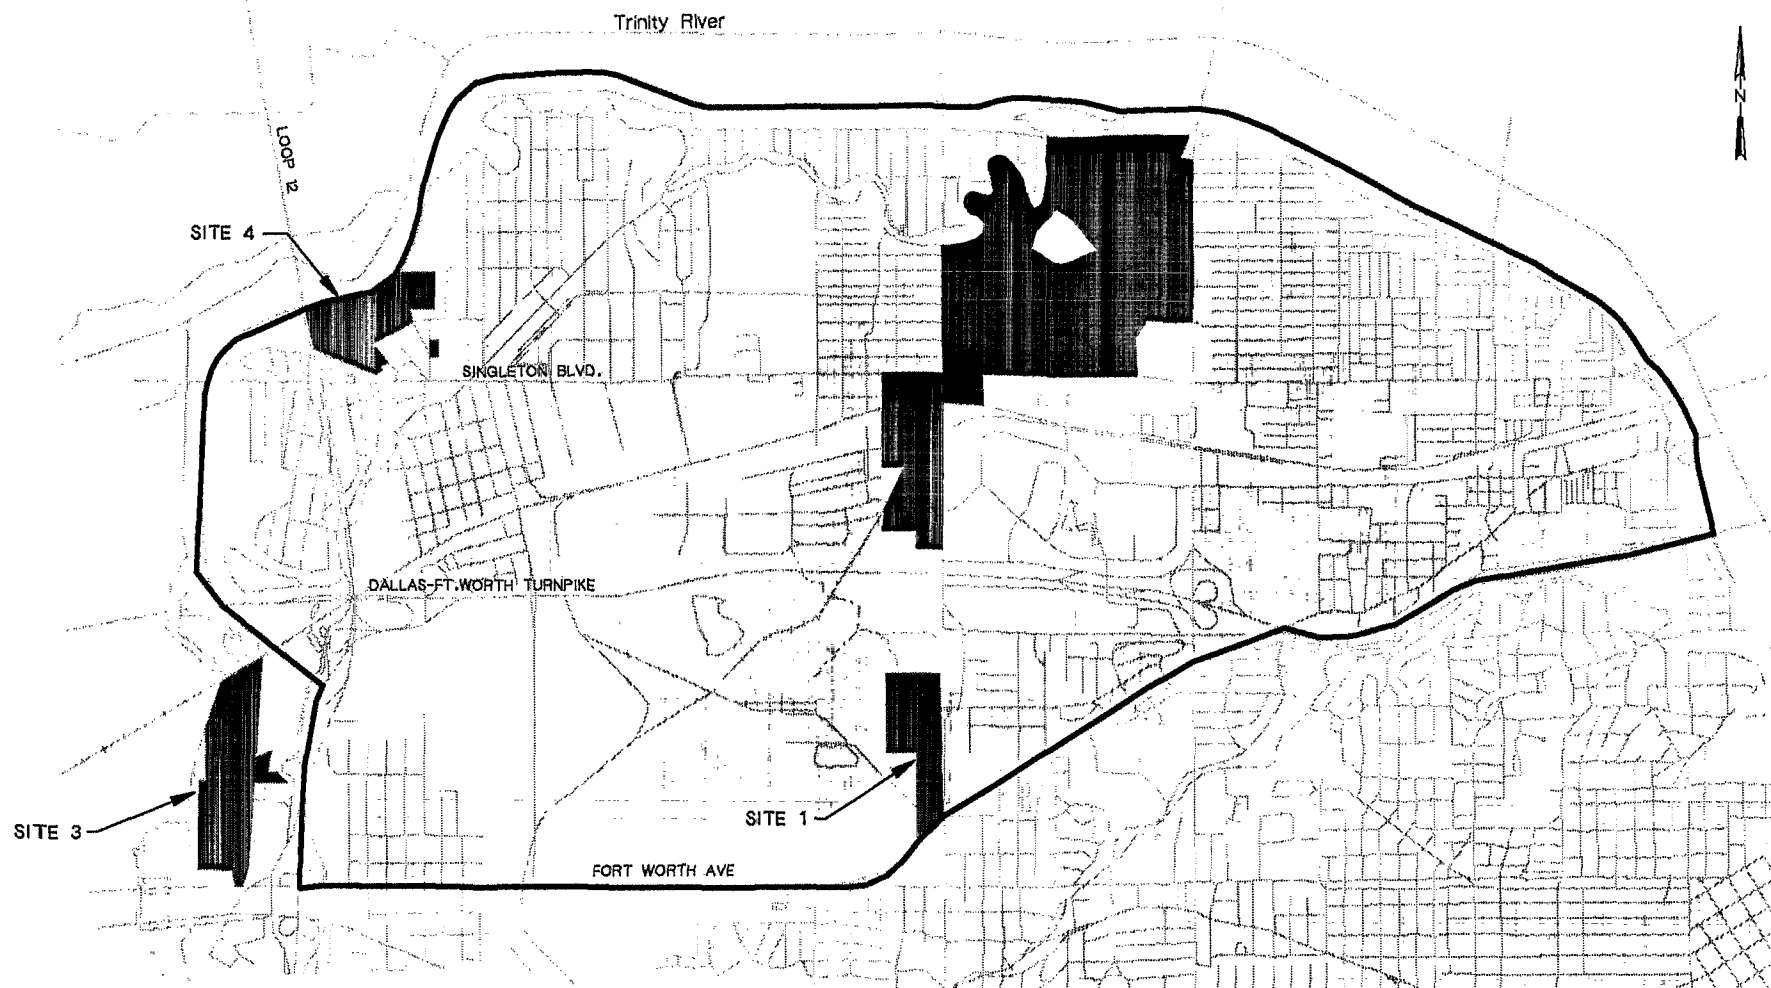 Trinity River
N
LOOP 12
SITE 4
SINGLETON BLVD.
DALLAS-FT.WORTH TURNPIKE
SITE 3
SITE 1
FORT WORTH AVE